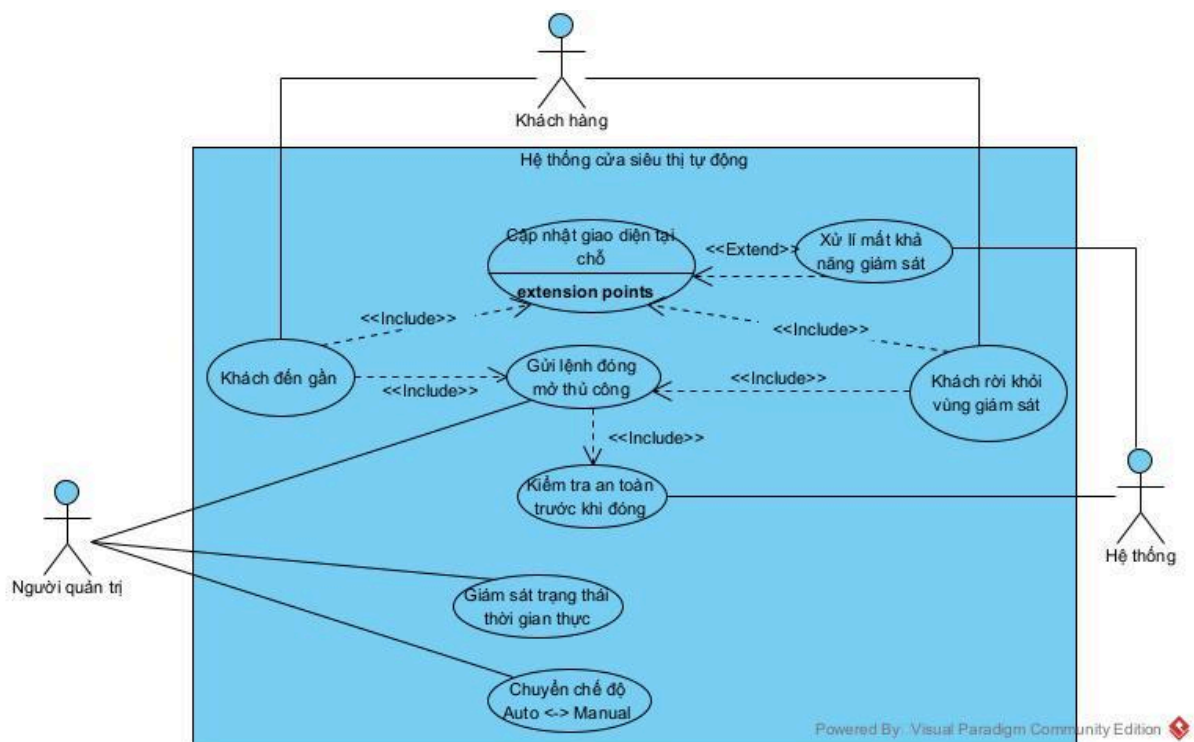 Khách hàng
Hệ thống cửa siêu thị tự động
Cập nhật giao diện tại
chỗ
extension points
<<Extend>>
Xử lí mất khả
năng giám sát
<<Include>>
<<Include>>
Khách đến gần
<<Include>>
Gửi lệnh đóng
mở thủ công
<<Include>>
Khách rời khỏi
vùng giám sát
<<Include>>
Kiểm tra an toàn
trước khi đóng
Người quản trị
Hệ thống
Giám sát trạng thái
thời gian thực
Chuyển chế độ
Auto <-> Manual
Powered By: Visual Paradigm Community Edition